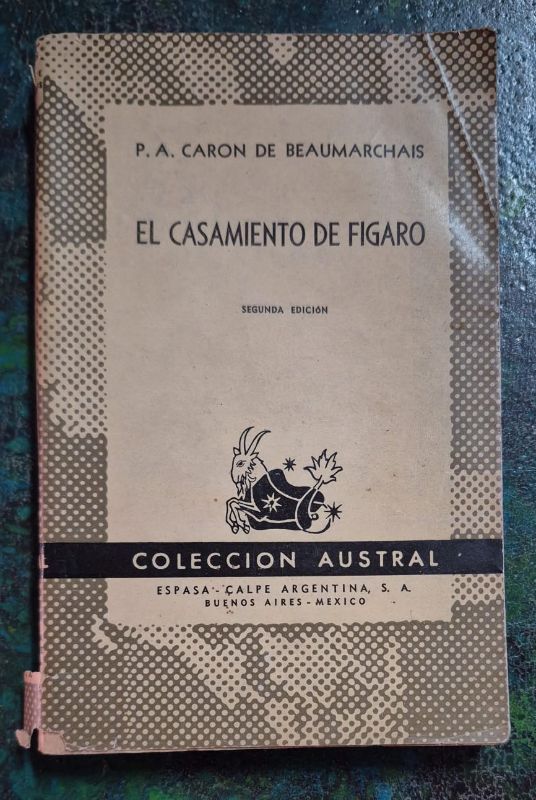 P. A. CARON DE BEAUMARCHAIS
EL CASAMIENTO DE FIGARO
SEGUNDA EDICIÓN
COLECCION AUSTRAL
ESPASA - CALPE ARGENTINA, S. A.
BUENOS AIRES - MEXICO